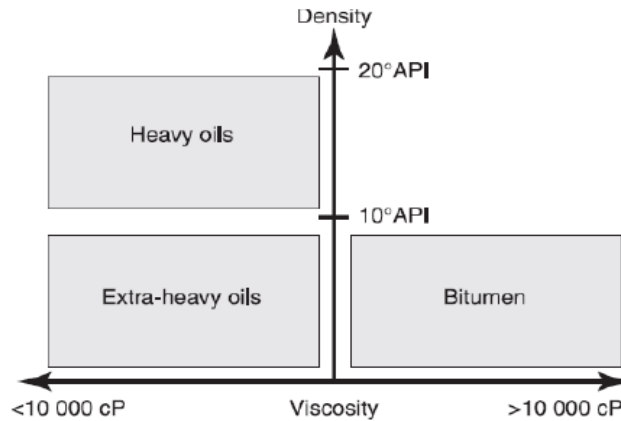 Density
20°API
Heavy oils
10°API
Extra-heavy oils
Bitumen
<10 000 cP
Viscosity
>10 000 cP